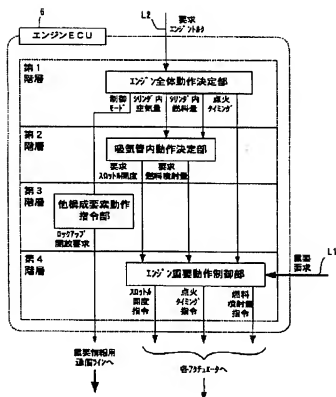 6
エンジンECU
L2
要求
エンジントルク
第1
階層
エンジン全体動作決定部
制御
モード
シリンダ内
空気量
シリンダ内
燃料量
点火
タイミング
第2
階層
吸気管内動作決定部
要求
スロットル開度
要求
燃料噴射量
第3
階層
他構成要素動作
指令部
ロックアップ
開放要求
第4
階層
エンジン重要動作制御部
重要
要求
L1
スロットル
開度
指令
点火
タイミング
指令
燃料
噴射量
指令
重要情報用
通信ラインへ
各アクチュエータへ